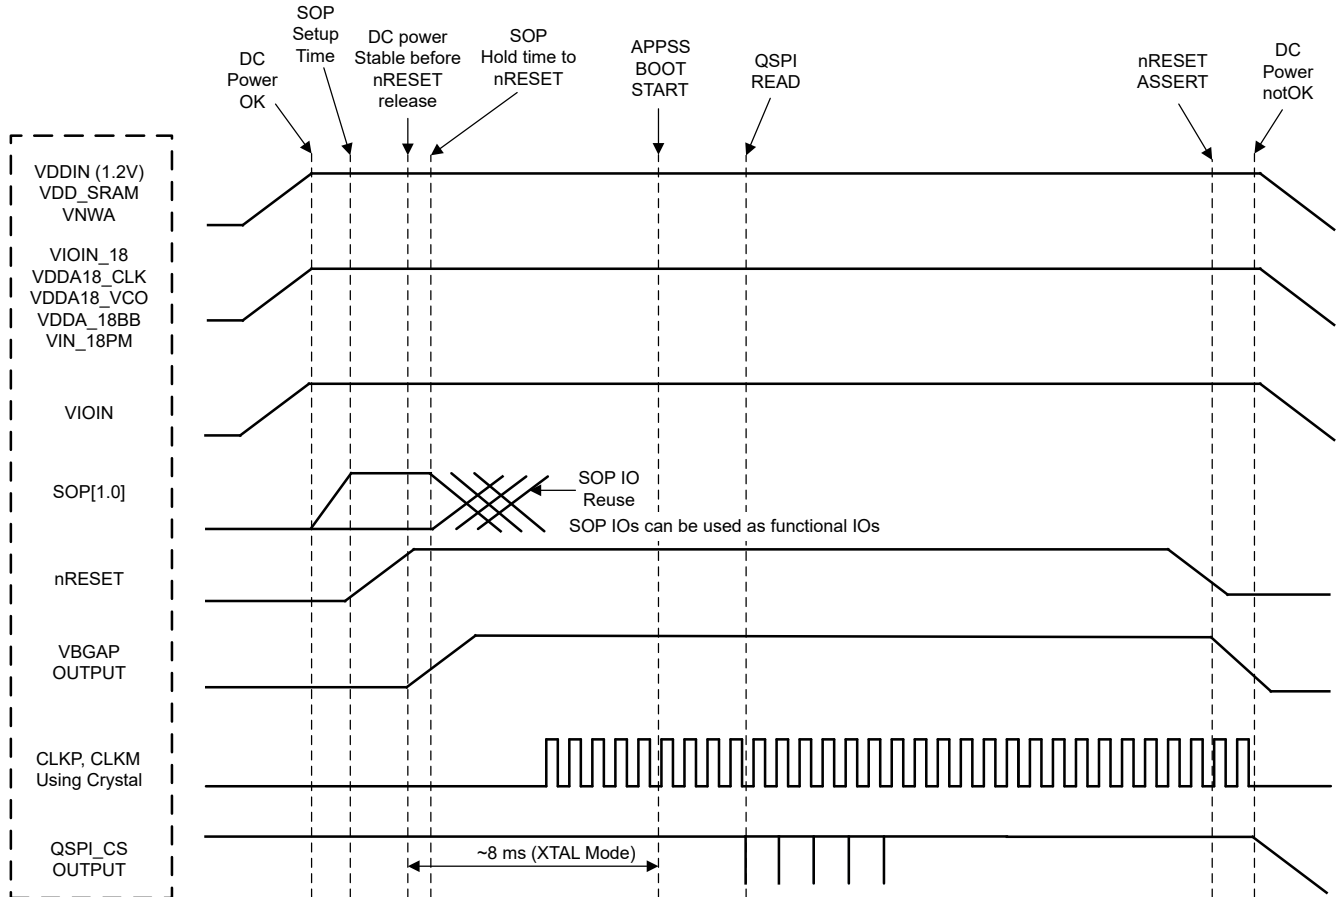 SOP
Setup
Time
DC
Power
OK
DC power
Stable before
nRESET
release
SOP
Hold time to
nRESET
APPSS
BOOT
START
QSPI
READ
nRESET
ASSERT
DC
Power
notOK
VDDIN (1.2V)
VDD_SRAM
VNWA
VIOIN_18
VDDA18_CLK
VDDA18_VCO
VDDA_18BB
VIN_18PM
VIOIN
SOP[1.0]
SOP IO
Reuse
SOP IOs can be used as functional IOs
nRESET
VBGAP
OUTPUT
CLKP, CLKM
Using Crystal
QSPI_CS
OUTPUT
~8 ms (XTAL Mode)